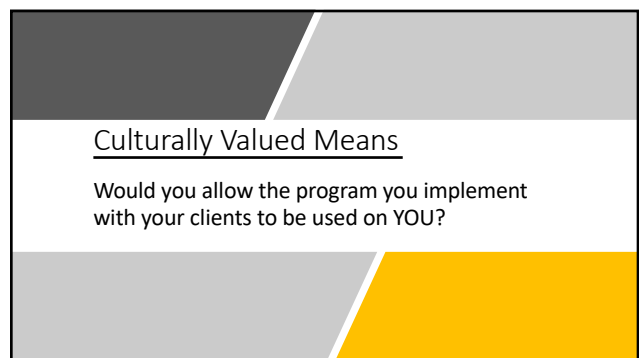 Culturally Valued Means
Would you allow the program you implement
with your clients to be used on YOU?